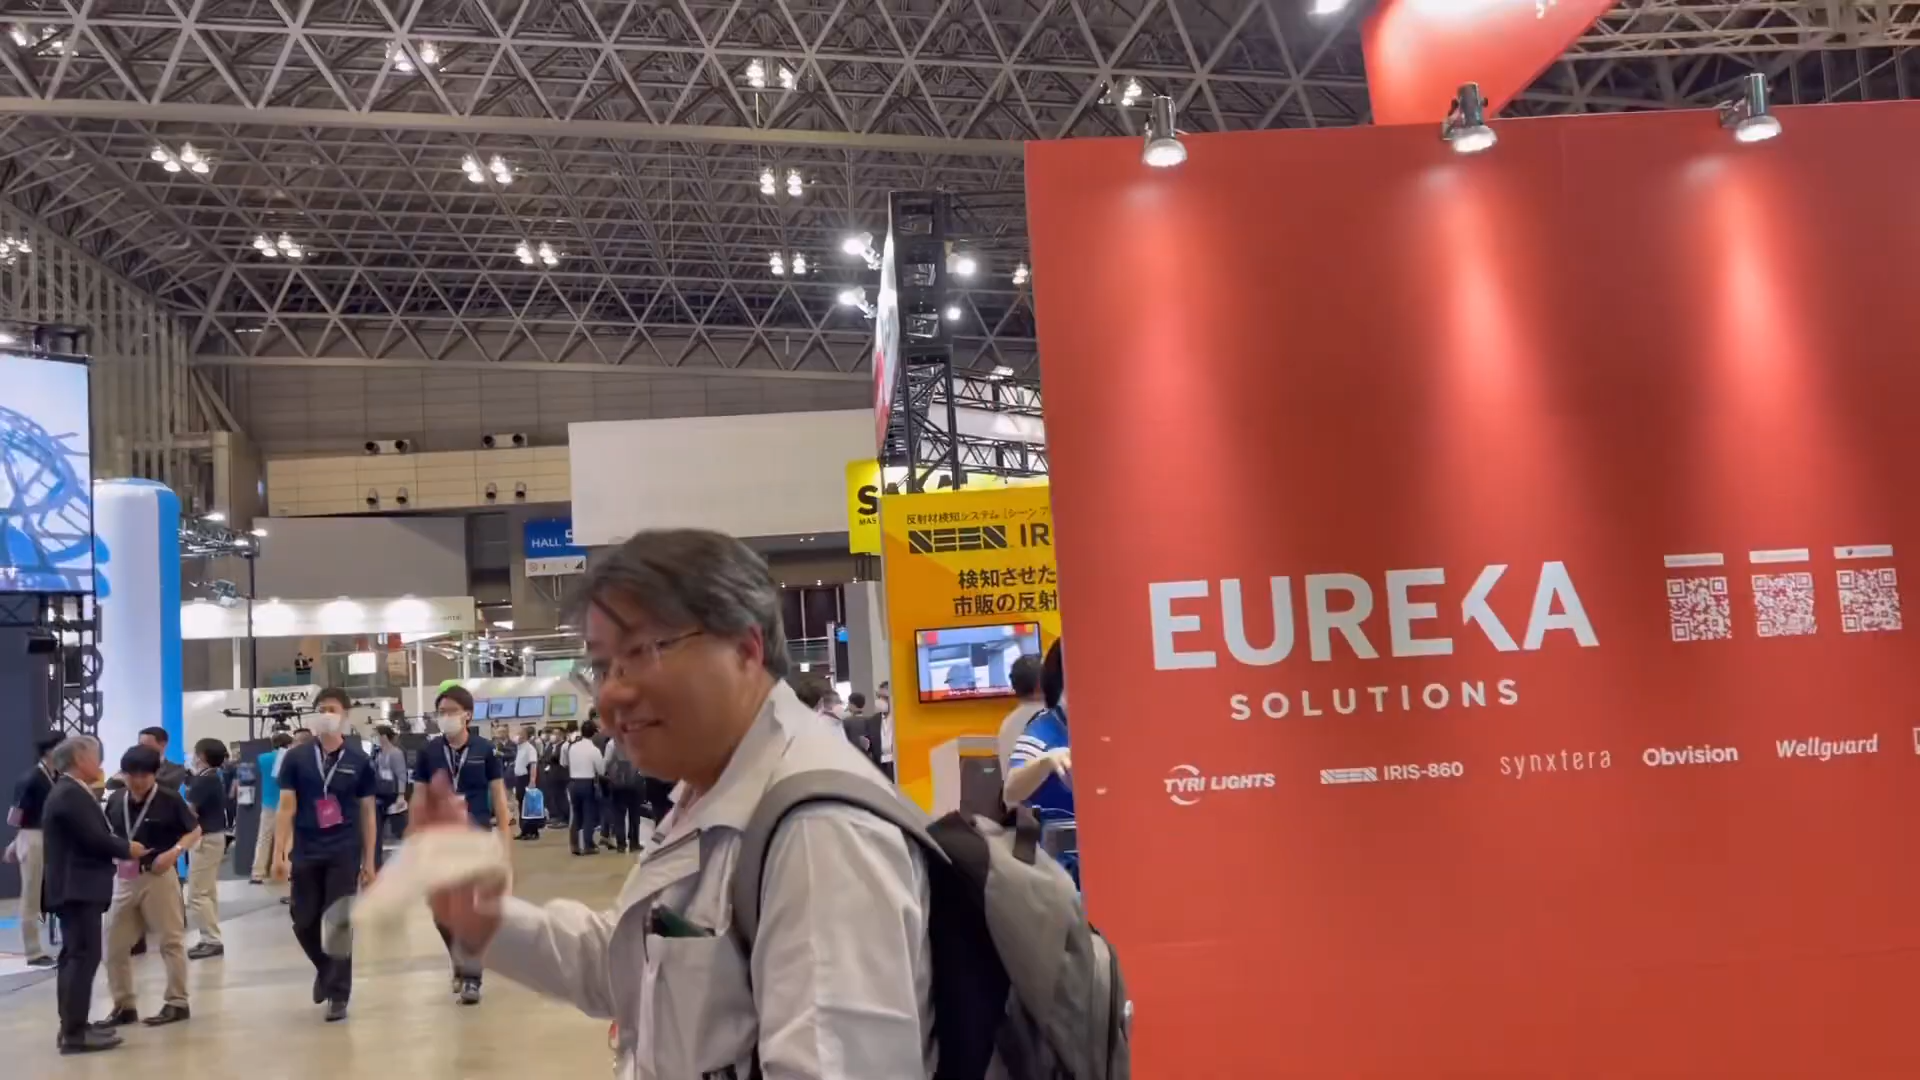 HALL 5
反射材検知システム
NEEN IR
検知させた
市販の反射
EUREKA
SOLUTIONS
TYRI LIGHTS
NEEN IRIS-860
synxtera
Obvision
Wellguard